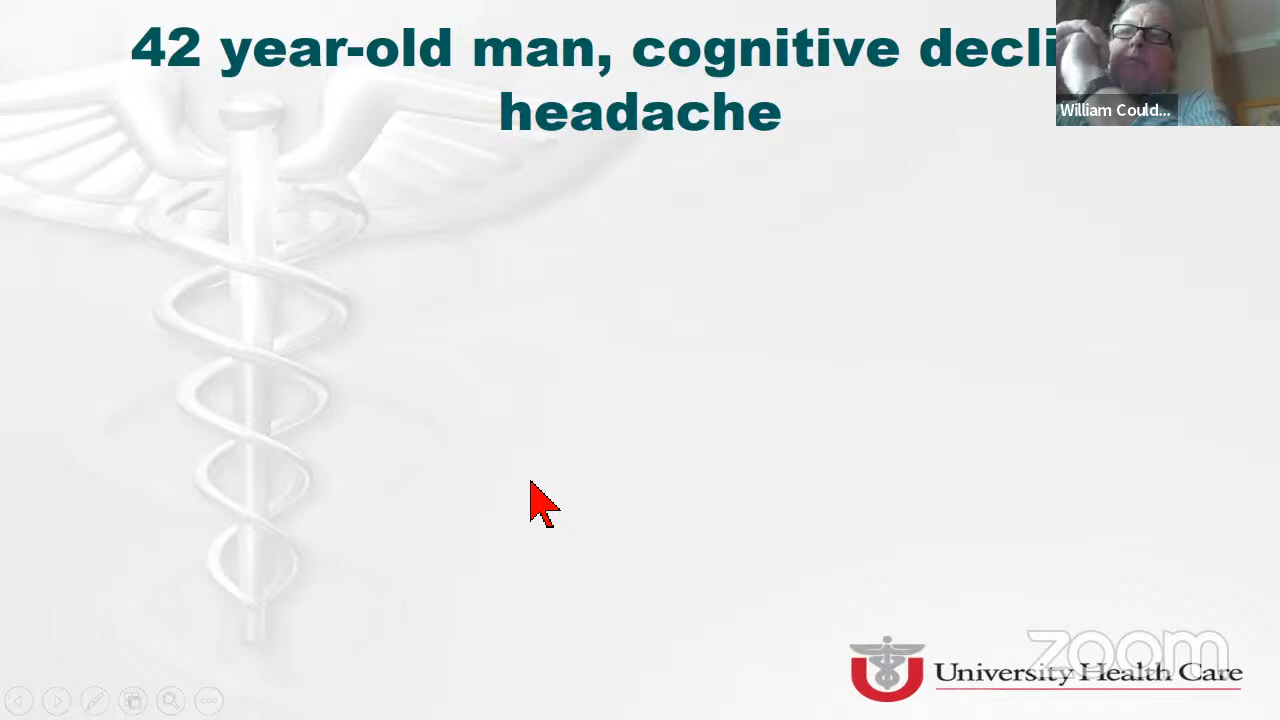 42 year-old man, cognitive decli
headache
William Could...
zoom
University Health Care